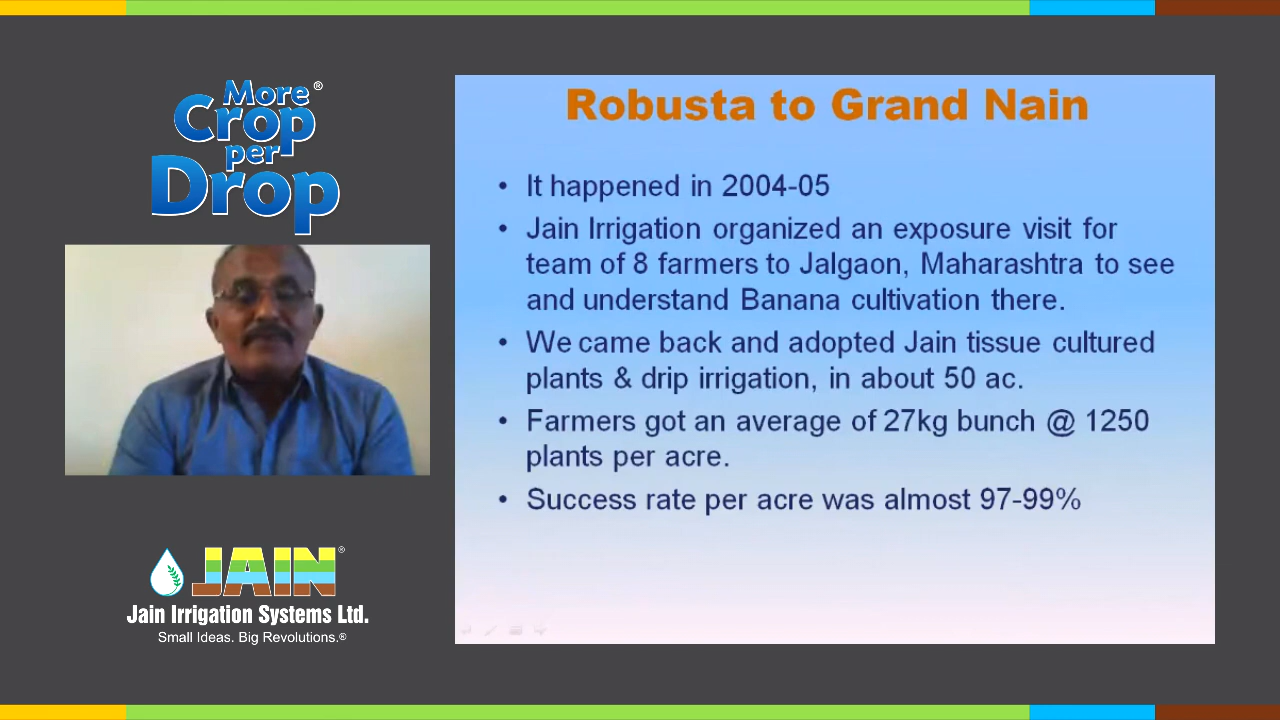 More®
Crop
per
Drop
Robusta to Grand Nain
• It happened in 2004-05
• Jain Irrigation organized an exposure visit for
team of 8 farmers to Jalgaon, Maharashtra to see
and understand Banana cultivation there.
• We came back and adopted Jain tissue cultured
plants & drip irrigation, in about 50 ac.
• Farmers got an average of 27kg bunch @ 1250
plants per acre.
• Success rate per acre was almost 97-99%
JAIN®
Jain Irrigation Systems Ltd.
Small Ideas. Big Revolutions.®